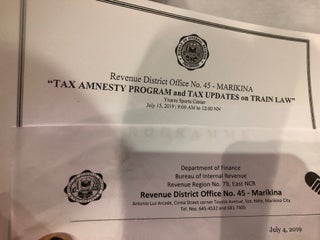 Revenue District Office No. 45 - MARIKINA
"TAX AMNESTY PROGRAM and TAX UPDATES on TRAIN LAW"
Ynares Sports Center
July 15, 2019 | 8:00 AM to 12:00 NN
PROGRAMME
Department of Finance
Bureau of Internal Revenue
Revenue Region No. 7B, East NCR
Revenue District Office No. 45 - Marikina
July 4, 2019